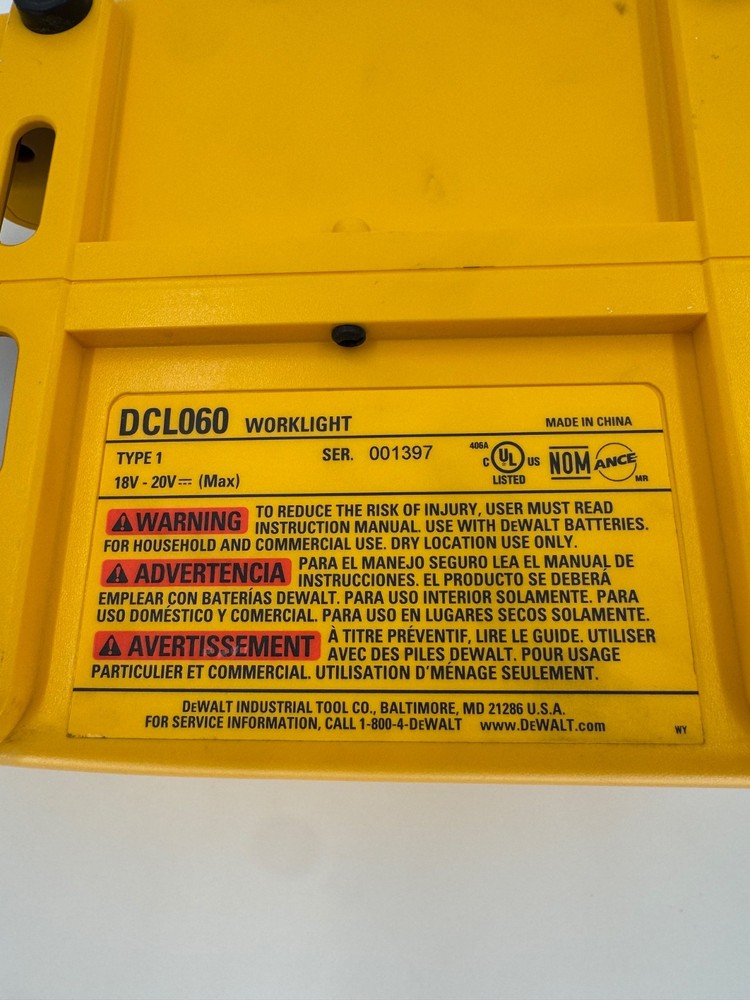 DCL060 WORKLIGHT MADE IN CHINA
TYPE 1 SER. 001397
18V - 20V⎓ (Max)
406A
C UL US
LISTED
NOM ANCE
MR
WARNING TO REDUCE THE RISK OF INJURY, USER MUST READ
INSTRUCTION MANUAL. USE WITH DEWALT BATTERIES.
FOR HOUSEHOLD AND COMMERCIAL USE. DRY LOCATION USE ONLY.
ADVERTENCIA PARA EL MANEJO SEGURO LEA EL MANUAL DE
INSTRUCCIONES. EL PRODUCTO SE DEBERÁ
EMPLEAR CON BATERÍAS DEWALT. PARA USO INTERIOR SOLAMENTE. PARA
USO DOMÉSTICO Y COMERCIAL. PARA USO EN LUGARES SECOS SOLAMENTE.
AVERTISSEMENT À TITRE PRÉVENTIF, LIRE LE GUIDE. UTILISER
AVEC DES PILES DEWALT. POUR USAGE
PARTICULIER ET COMMERCIAL. UTILISATION D'MÉNAGE SEULEMENT.
DEWALT INDUSTRIAL TOOL CO., BALTIMORE, MD 21286 U.S.A.
FOR SERVICE INFORMATION, CALL 1-800-4-DEWALT www.DEWALT.com
WY